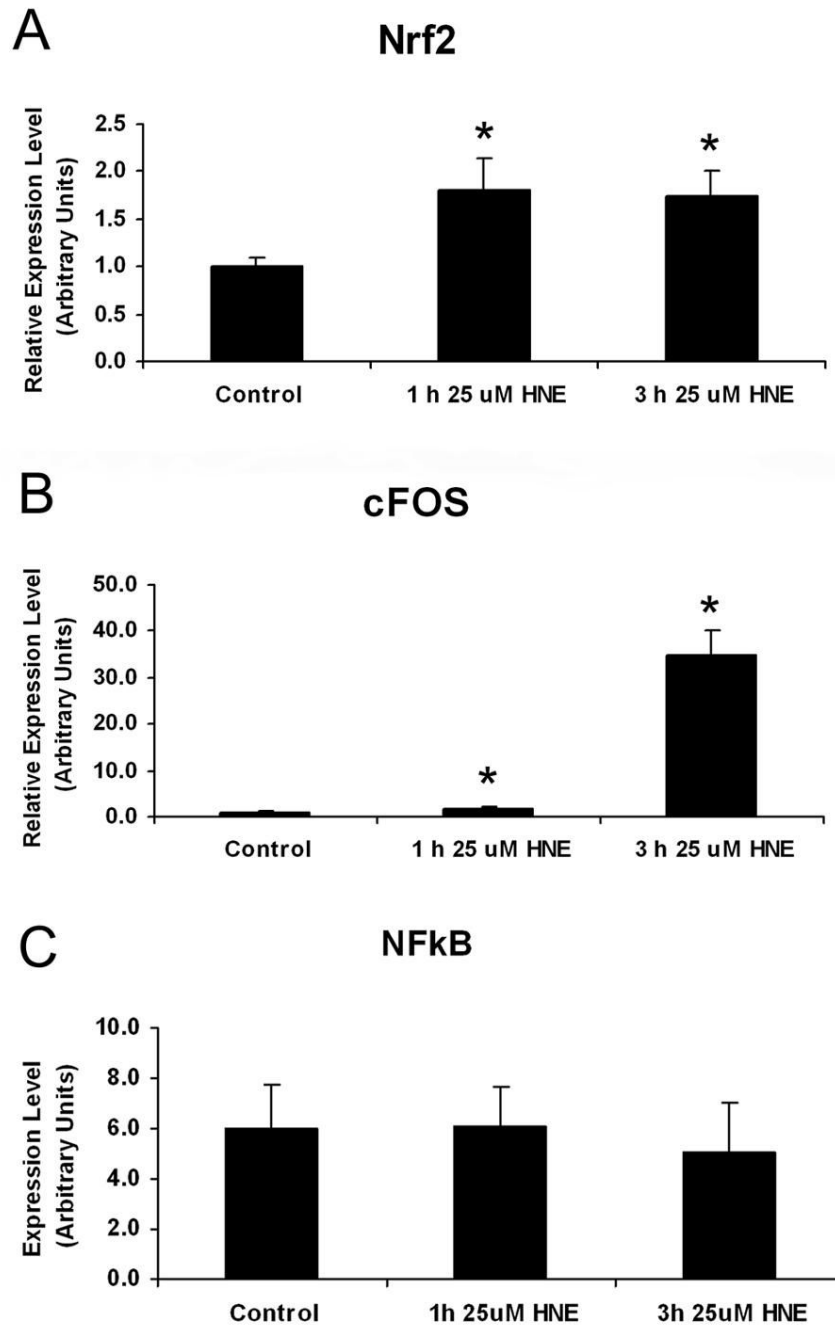 A
Nrf2
Relative Expression Level
(Arbitrary Units)
2.5
2.0
1.5
1.0
0.5
0.0
*
*
Control
1 h 25 uM HNE
3 h 25 uM HNE
B
cFOS
Relative Expression Level
(Arbitrary Units)
50.0
40.0
30.0
20.0
10.0
0.0
*
*
Control
1 h 25 uM HNE
3 h 25 uM HNE
C
NFkB
Expression Level
(Arbitrary Units)
10.0
8.0
6.0
4.0
2.0
0.0
Control
1h 25uM HNE
3h 25uM HNE